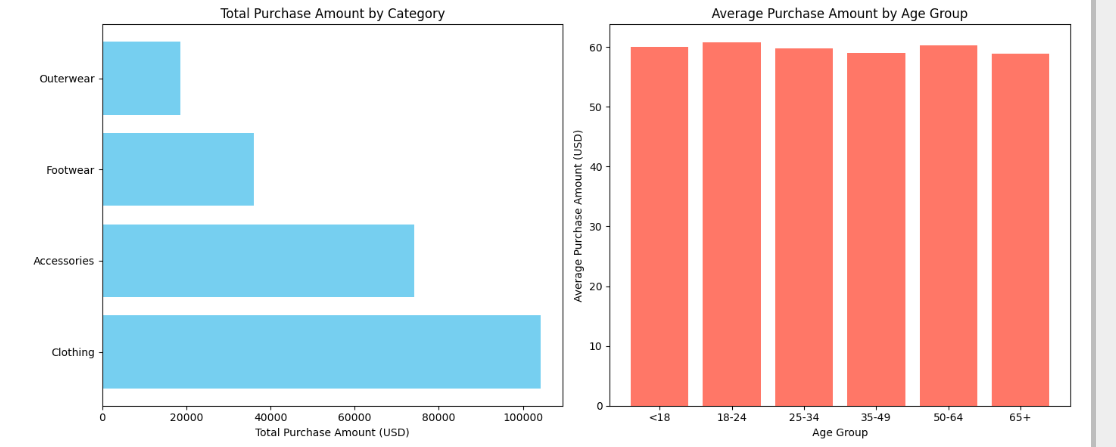 Total Purchase Amount by Category
Outerwear
Footwear
Accessories
Clothing
0 20000 40000 60000 80000 100000
Total Purchase Amount (USD)
Average Purchase Amount by Age Group
Average Purchase Amount (USD)
60
50
40
30
20
10
0
<18 18-24 25-34 35-49 50-64 65+
Age Group